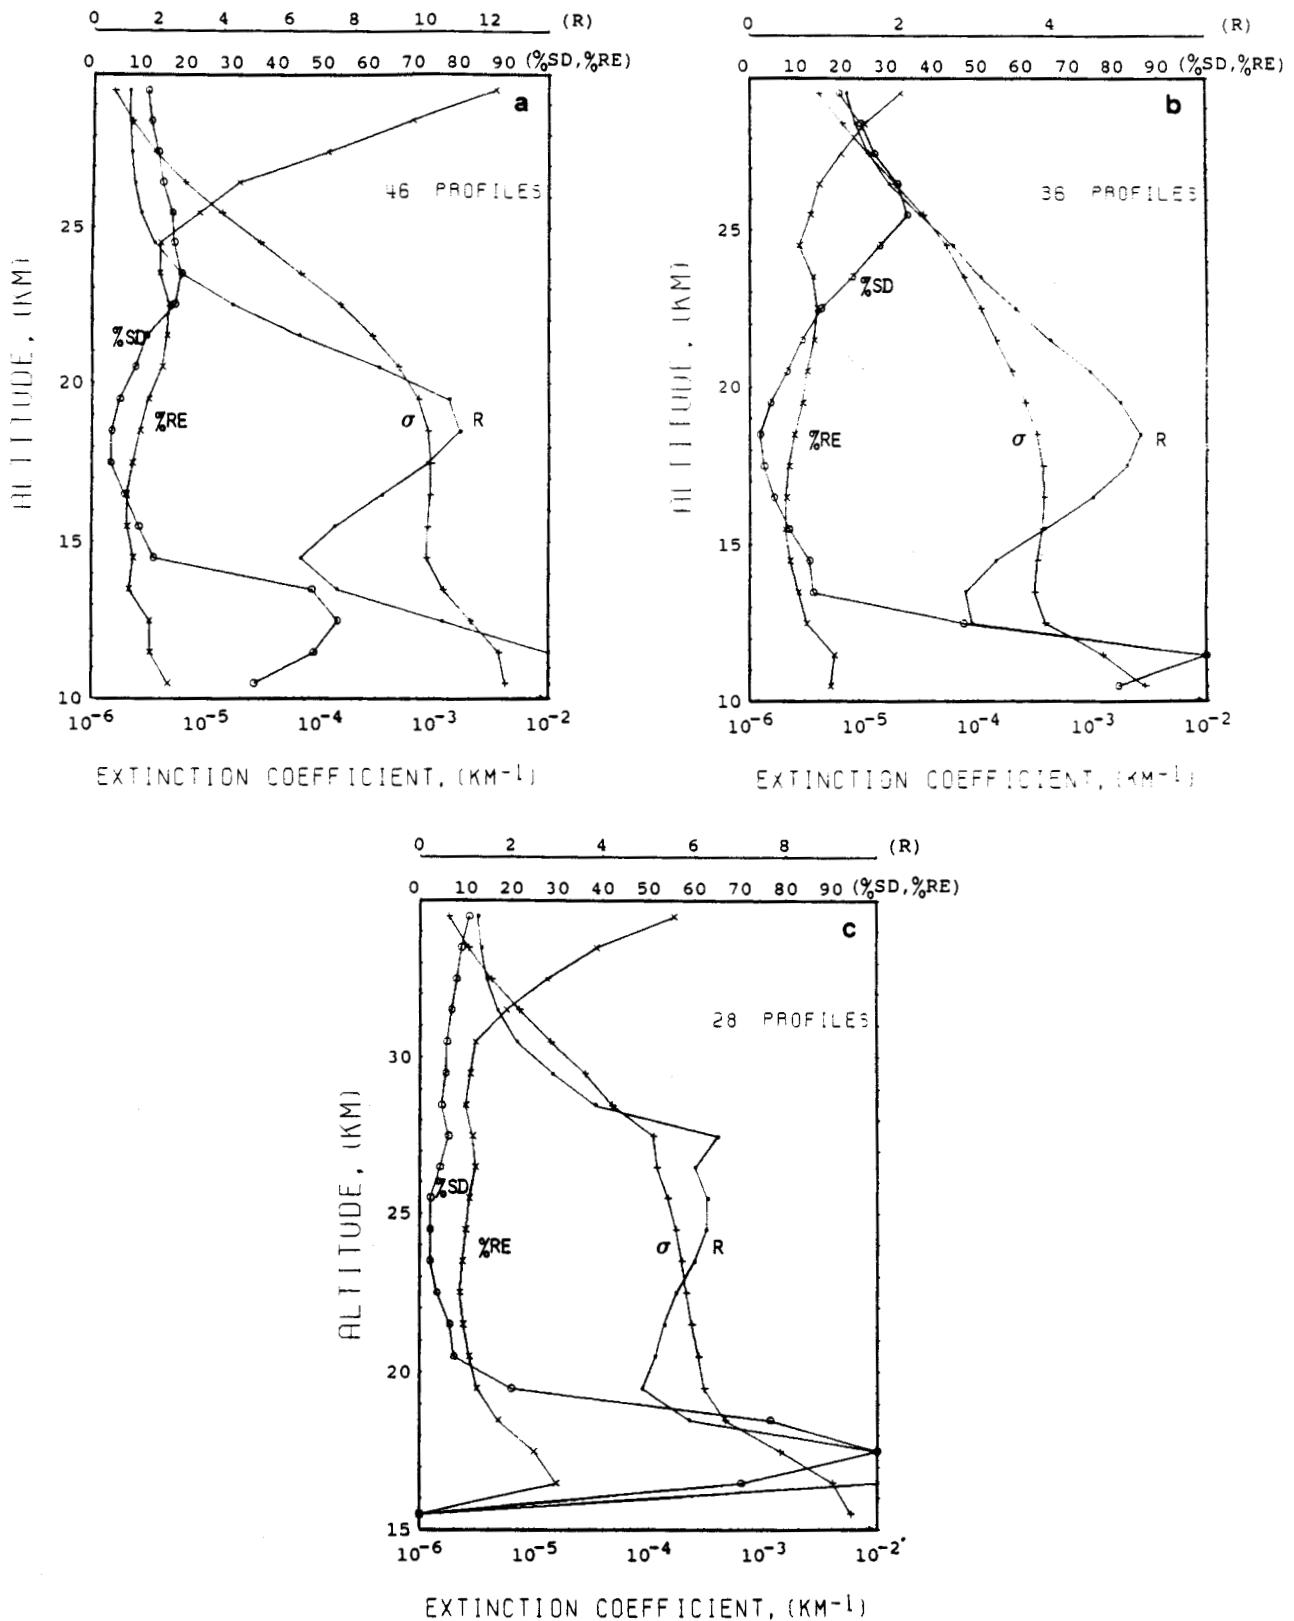 0 2 4 6 8 10 12 (R)
0 10 20 30 40 50 60 70 80 90 (%SD,%RE)
a
46 PROFILES
25
20
15
10
%SD
%RE
σ
R
ALTITUDE, (KM)
10-6 10-5 10-4 10-3 10-2
EXTINCTION COEFFICIENT, (KM-1)
0 2 4 (R)
0 10 20 30 40 50 60 70 80 90 (%SD,%RE)
b
36 PROFILES
25
20
15
10
%SD
%RE
σ
R
ALTITUDE, (KM)
10-6 10-5 10-4 10-3 10-2
EXTINCTION COEFFICIENT, (KM-1)
0 2 4 6 8 (R)
0 10 20 30 40 50 60 70 80 90 (%SD,%RE)
c
28 PROFILES
30
25
20
15
%SD
%RE
σ
R
ALTITUDE, (KM)
10-6 10-5 10-4 10-3 10-2
EXTINCTION COEFFICIENT, (KM-1)